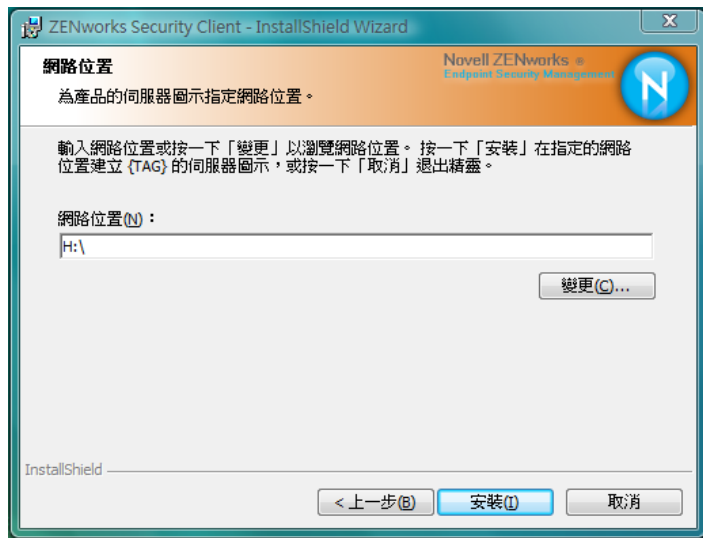 ZENworks Security Client - InstallShield Wizard
網路位置
Novell ZENworks ®
Endpoint Security Management
為產品的伺服器圖示指定網路位置。
N
輸入網路位置或按一下「變更」以瀏覽網路位置。 按一下「安裝」在指定的網路
位置建立 {TAG} 的伺服器圖示，或按一下「取消」退出精靈。
網路位置(N)：
H:\
變更(C)...
InstallShield
< 上一步(B)
安裝(I)
取消